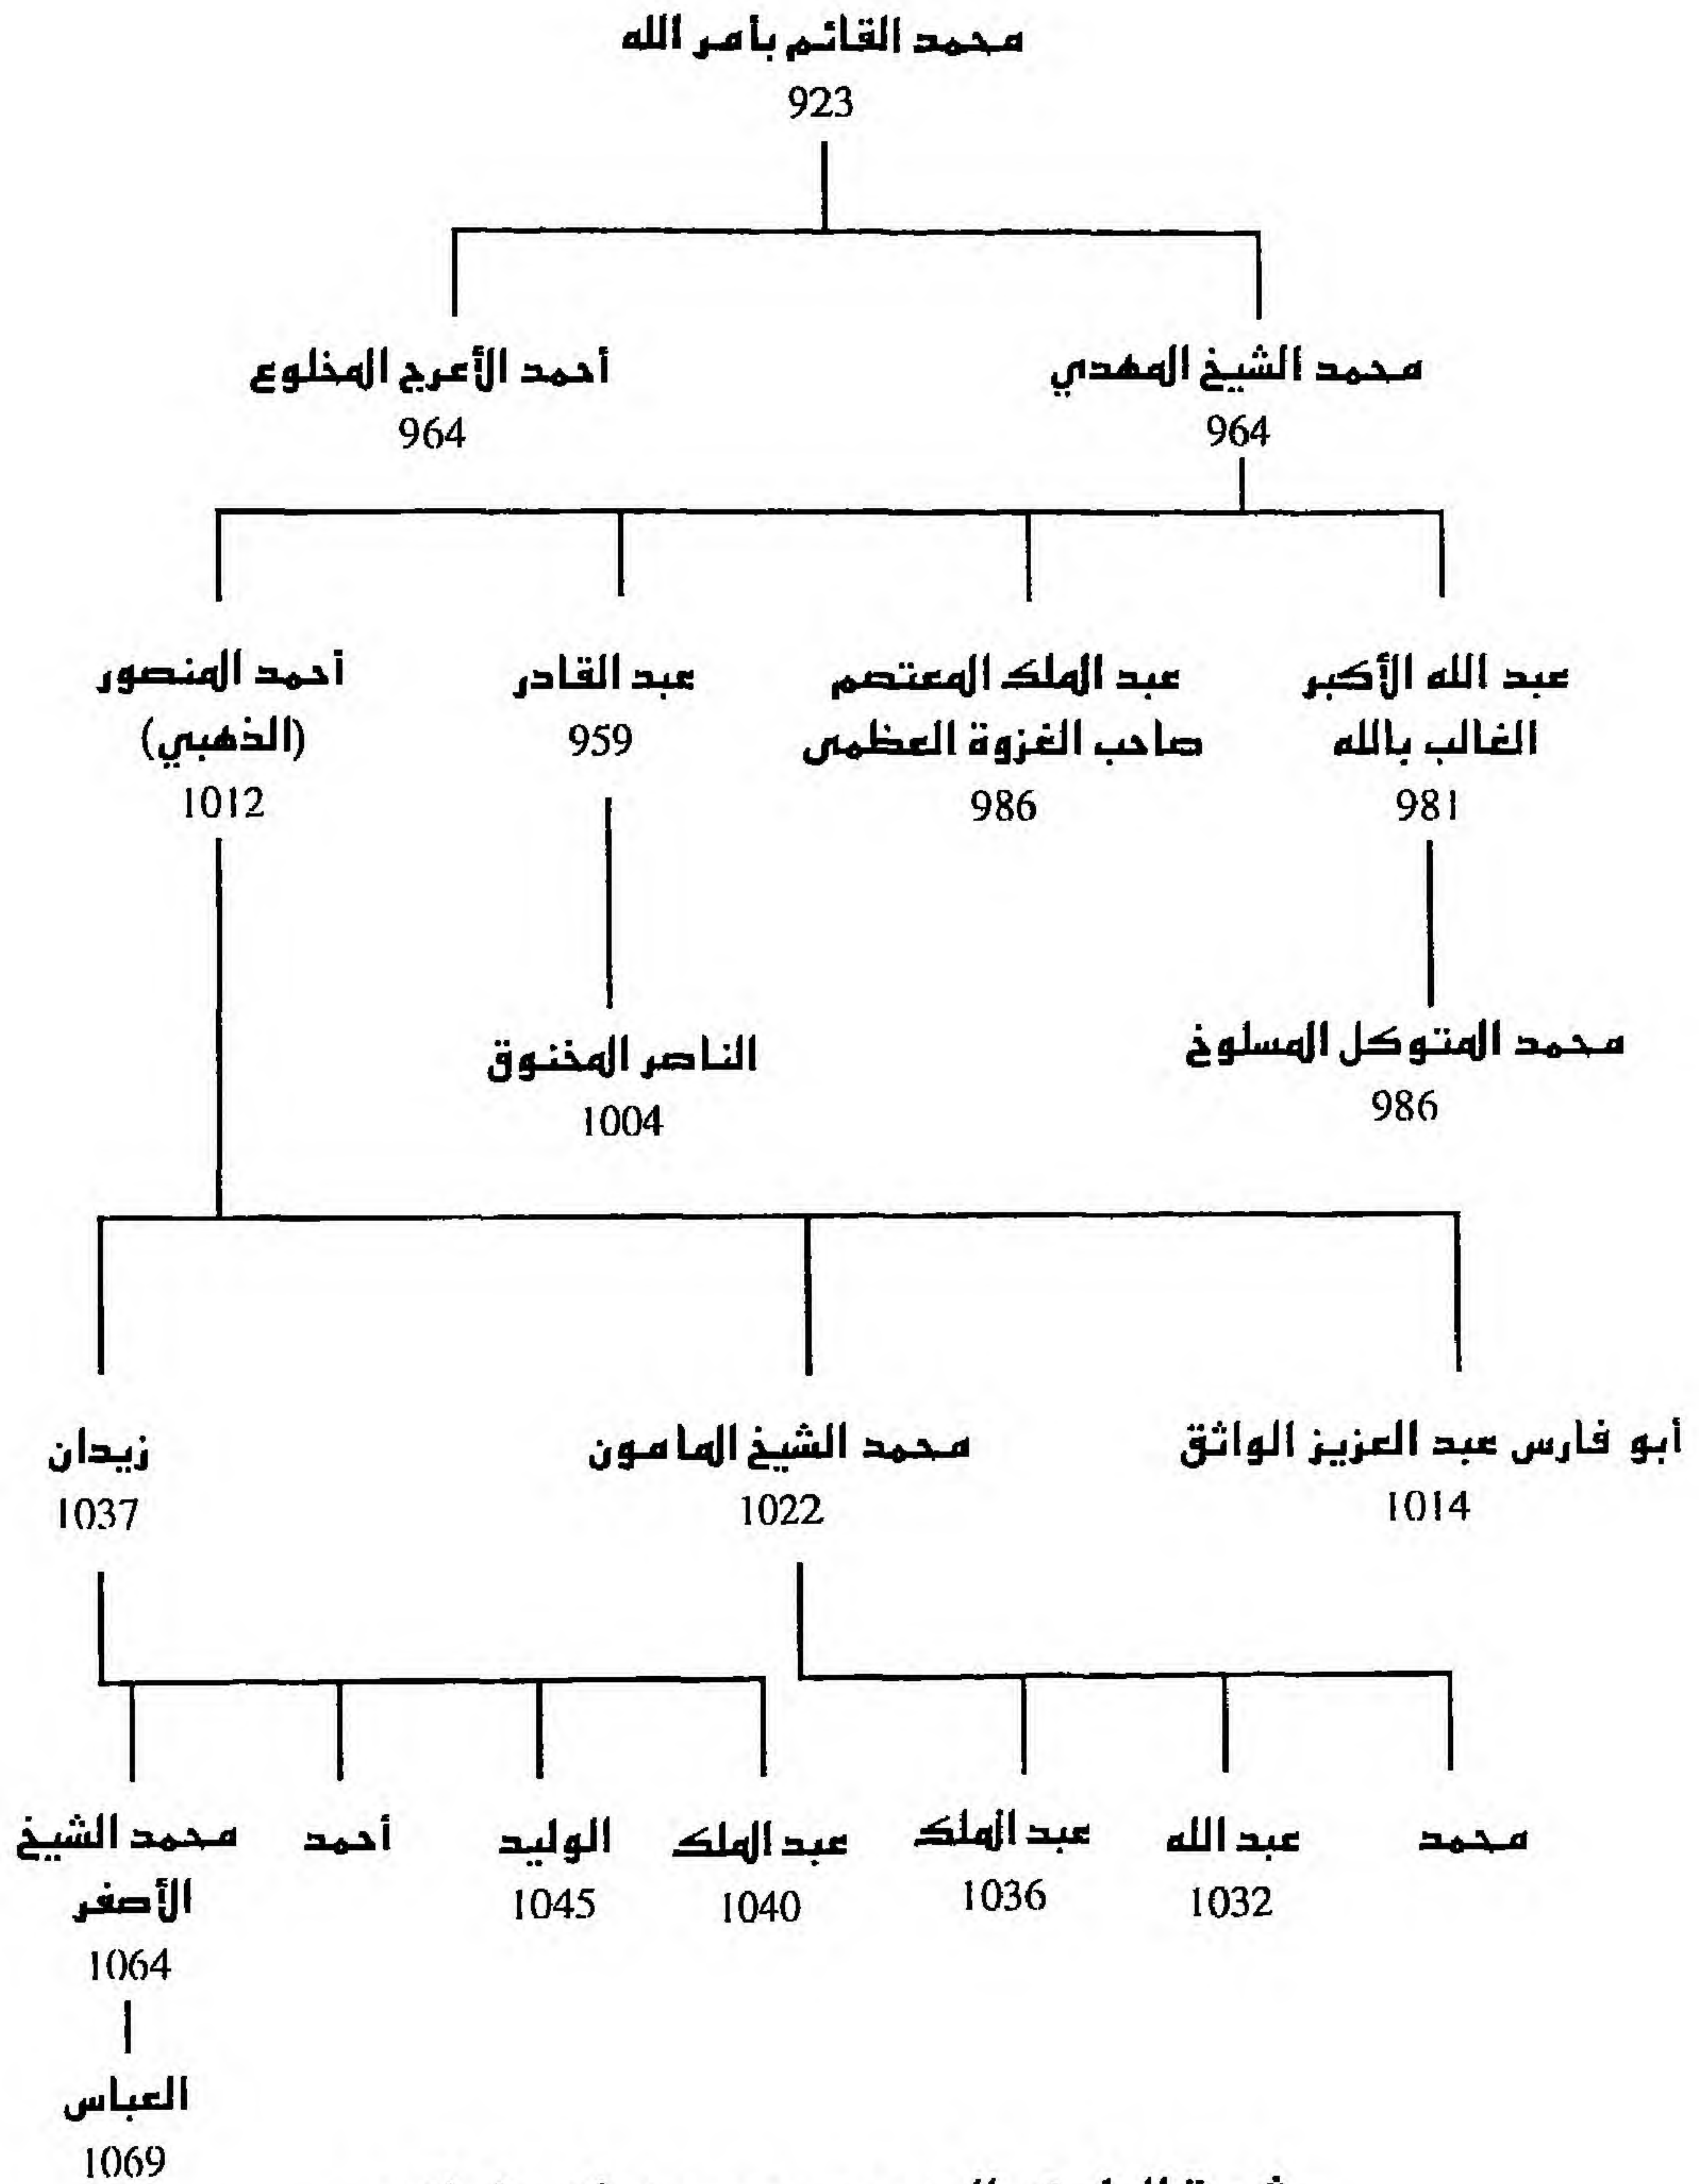 محمد القائم بأمر الله
923
محمد الشيخ المهدي
964
أحمد الأعرج المخلوع
964
عبد الله الأكبر
الغالب بالله
981
عبد الملك المعتصم
صاحب الغزوة العظمى
986
عبد القادر
959
أحمد المنصور
(الذهبي)
1012
محمد المتوكل المسلوخ
986
الناصر المخنوق
1004
أبو فارس عبد العزيز الواثق
1014
محمد الشيخ المامون
1022
زيدان
1037
محمد
عبد الله
1032
عبد الملك
1036
عبد الملك
1040
الوليد
1045
أحمد
محمد الشيخ
الأصفر
1064
العباس
1069